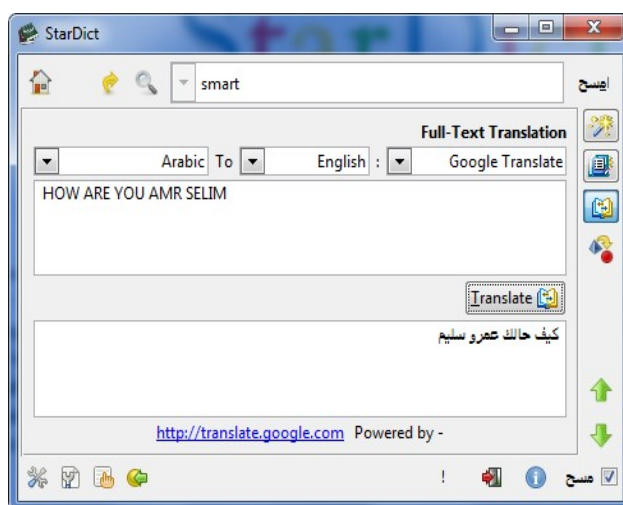 StarDict
smart
امسح
Full-Text Translation
Arabic To English : Google Translate
HOW ARE YOU AMR SELIM
Translate
كيف حالك عمرو سليم
http://translate.google.com Powered by -
! مسح